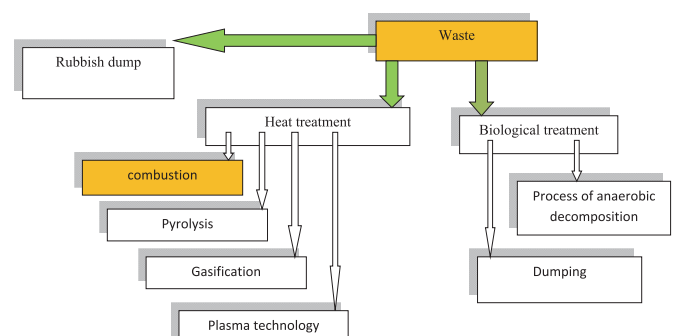 Waste
Rubbish dump
Heat treatment
Biological treatment
combustion
Process of anaerobic
decomposition
Pyrolysis
Gasification
Dumping
Plasma technology